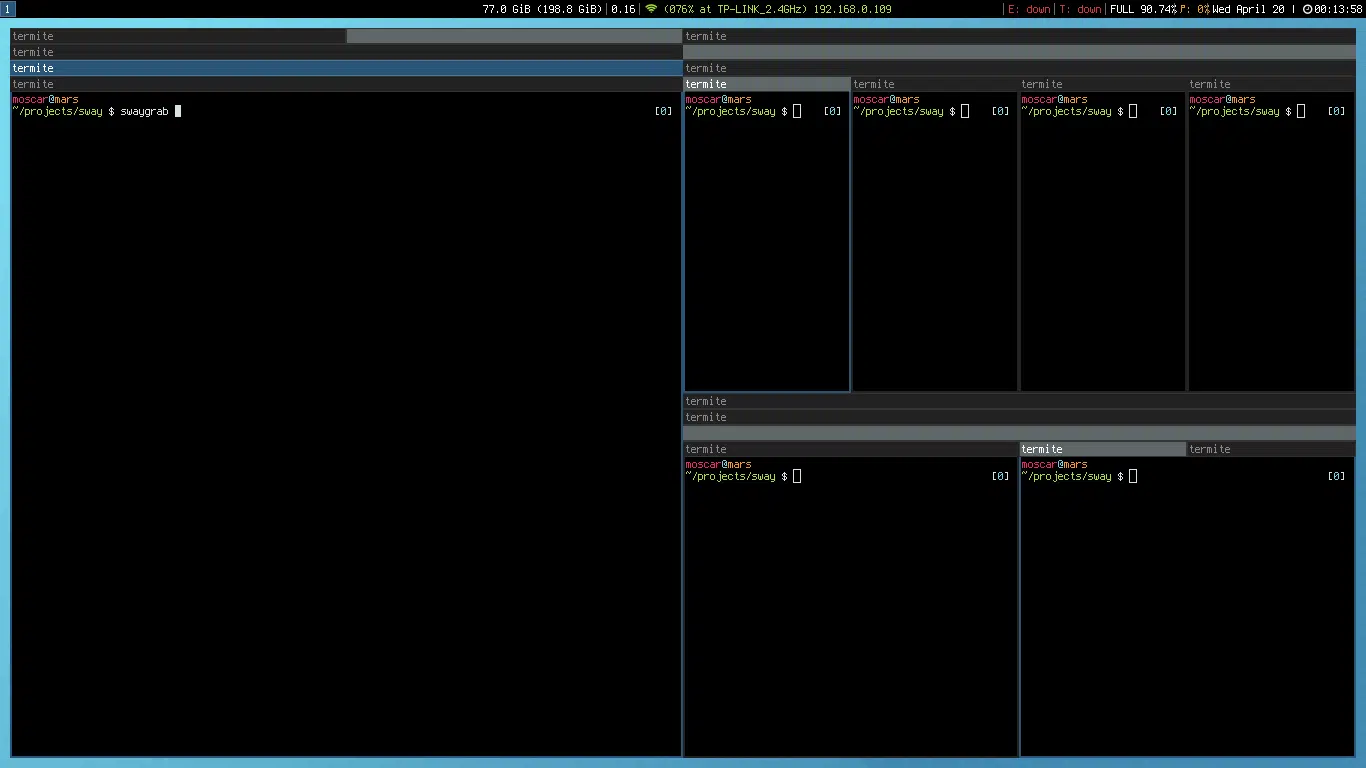 1 77.0 GiB (198.8 GiB)| 0.16| (076% at TP-LINK_2.4GHz) 192.168.0.109 | E: down| T: down| FULL 90.74% P: 0% Wed April 20 | 00:13:58
termite
termite
termite
termite
moscar@mars
~/projects/sway $ swaygrab [0]
termite
termite
termite termite termite termite
moscar@mars moscar@mars moscar@mars moscar@mars
~/projects/sway $ [0] ~/projects/sway $ [0] ~/projects/sway $ [0] ~/projects/sway $ [0]
termite
termite
termite termite termite
moscar@mars moscar@mars
~/projects/sway $ [0] ~/projects/sway $ [0]